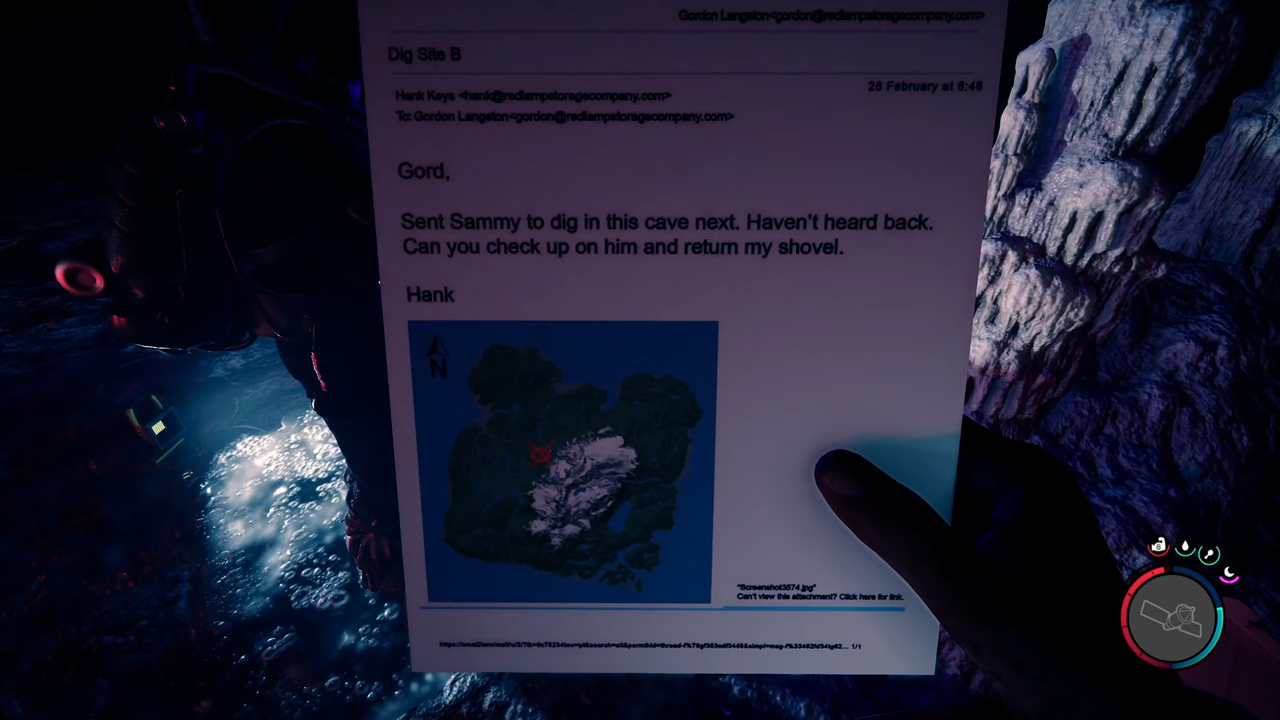 Gordon Langston<gordon@redlampstoragecompany.com>
Dig Site B
Hank Keys <hank@redlampstoragecompany.com>
26 February at 6:48
To: Gordon Langston<gordon@redlampstoragecompany.com>
Gord,
Sent Sammy to dig in this cave next. Haven't heard back.
Can you check up on him and return my shovel.
Hank
N
"Screenshot3574.jpg"
Can't view this attachment? Click here for link.
1/1